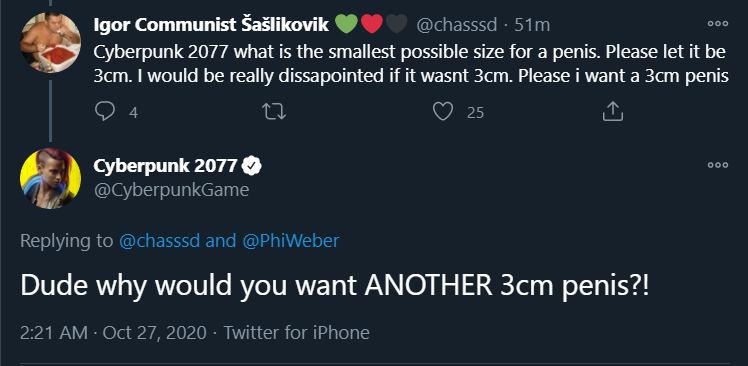 Igor Communist Šašlikovik 💚❤️🖤 @chasssd · 51m
Cyberpunk 2077 what is the smallest possible size for a penis. Please let it be
3cm. I would be really dissapointed if it wasnt 3cm. Please i want a 3cm penis
4 25
Cyberpunk 2077
@CyberpunkGame
Replying to @chasssd and @PhiWeber
Dude why would you want ANOTHER 3cm penis?!
2:21 AM · Oct 27, 2020 · Twitter for iPhone